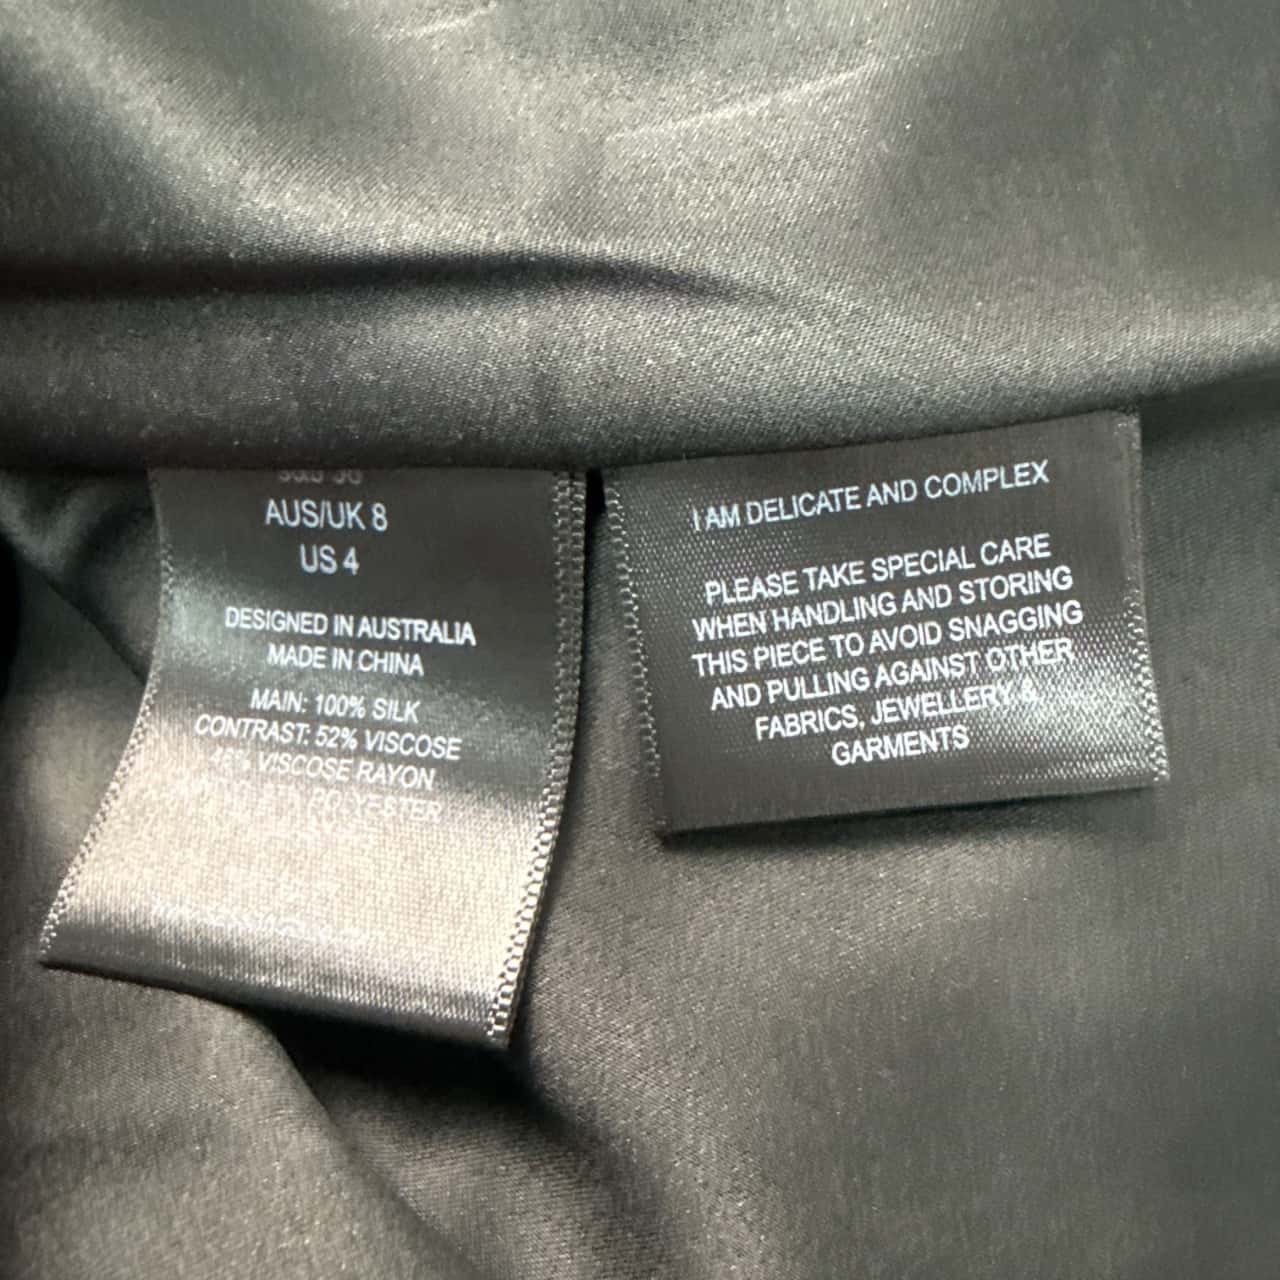 AUS/UK 8
US 4
DESIGNED IN AUSTRALIA
MADE IN CHINA
MAIN: 100% SILK
CONTRAST: 52% VISCOSE
VISCOSE RAYON
POLYESTER
I AM DELICATE AND COMPLEX
PLEASE TAKE SPECIAL CARE
WHEN HANDLING AND STORING
THIS PIECE TO AVOID SNAGGING
AND PULLING AGAINST OTHER
FABRICS, JEWELLERY &
GARMENTS